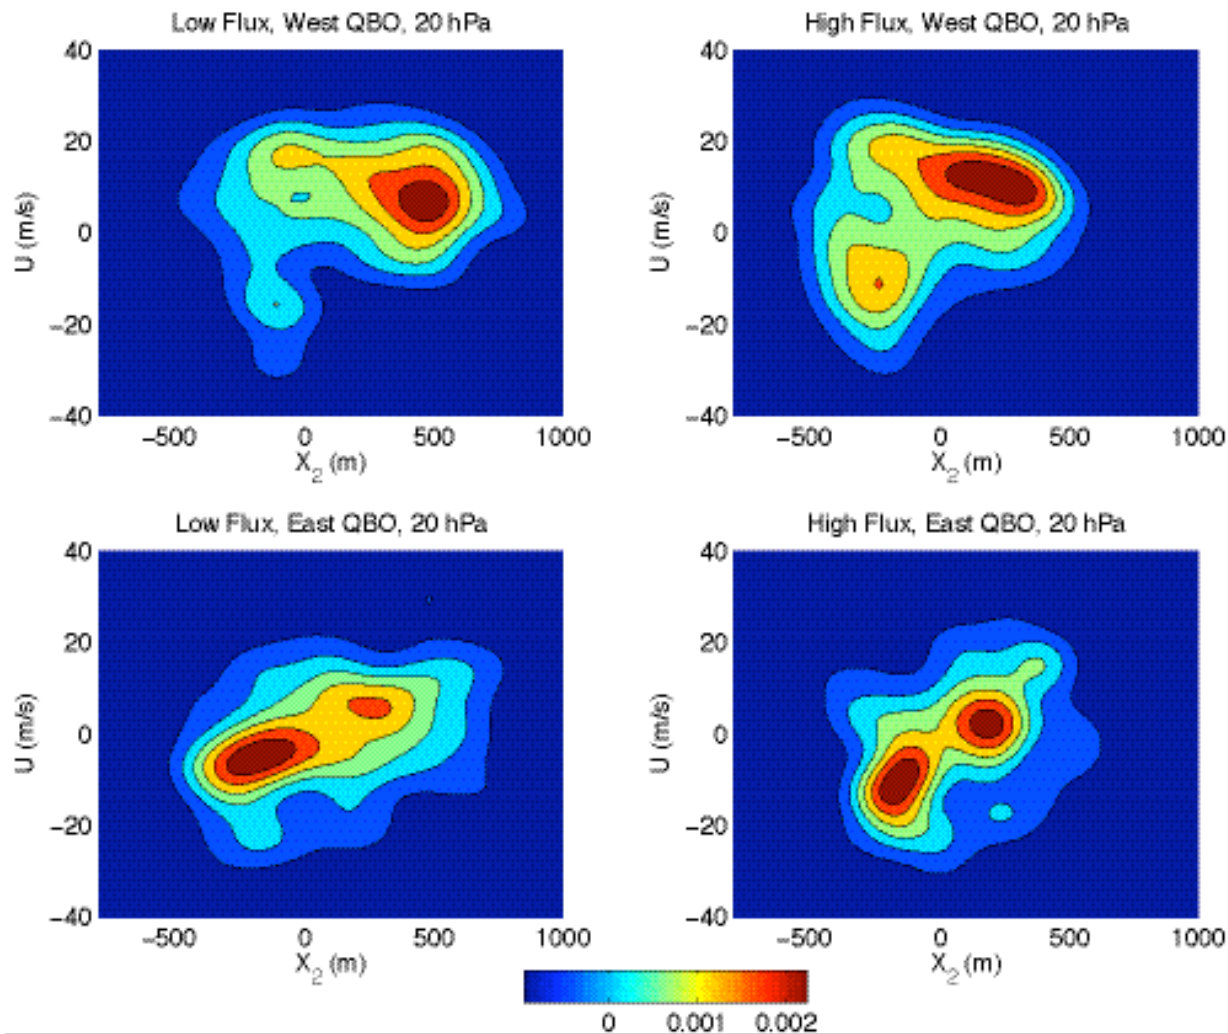 Low Flux, West QBO, 20 hPa
40
20
0
−20
−40
U (m/s)
−500 0 500 1000
X2 (m)
High Flux, West QBO, 20 hPa
40
20
0
−20
−40
U (m/s)
−500 0 500 1000
X2 (m)
Low Flux, East QBO, 20 hPa
40
20
0
−20
−40
U (m/s)
−500 0 500 1000
X2 (m)
High Flux, East QBO, 20 hPa
40
20
0
−20
−40
U (m/s)
−500 0 500 1000
X2 (m)
0 0.001 0.002